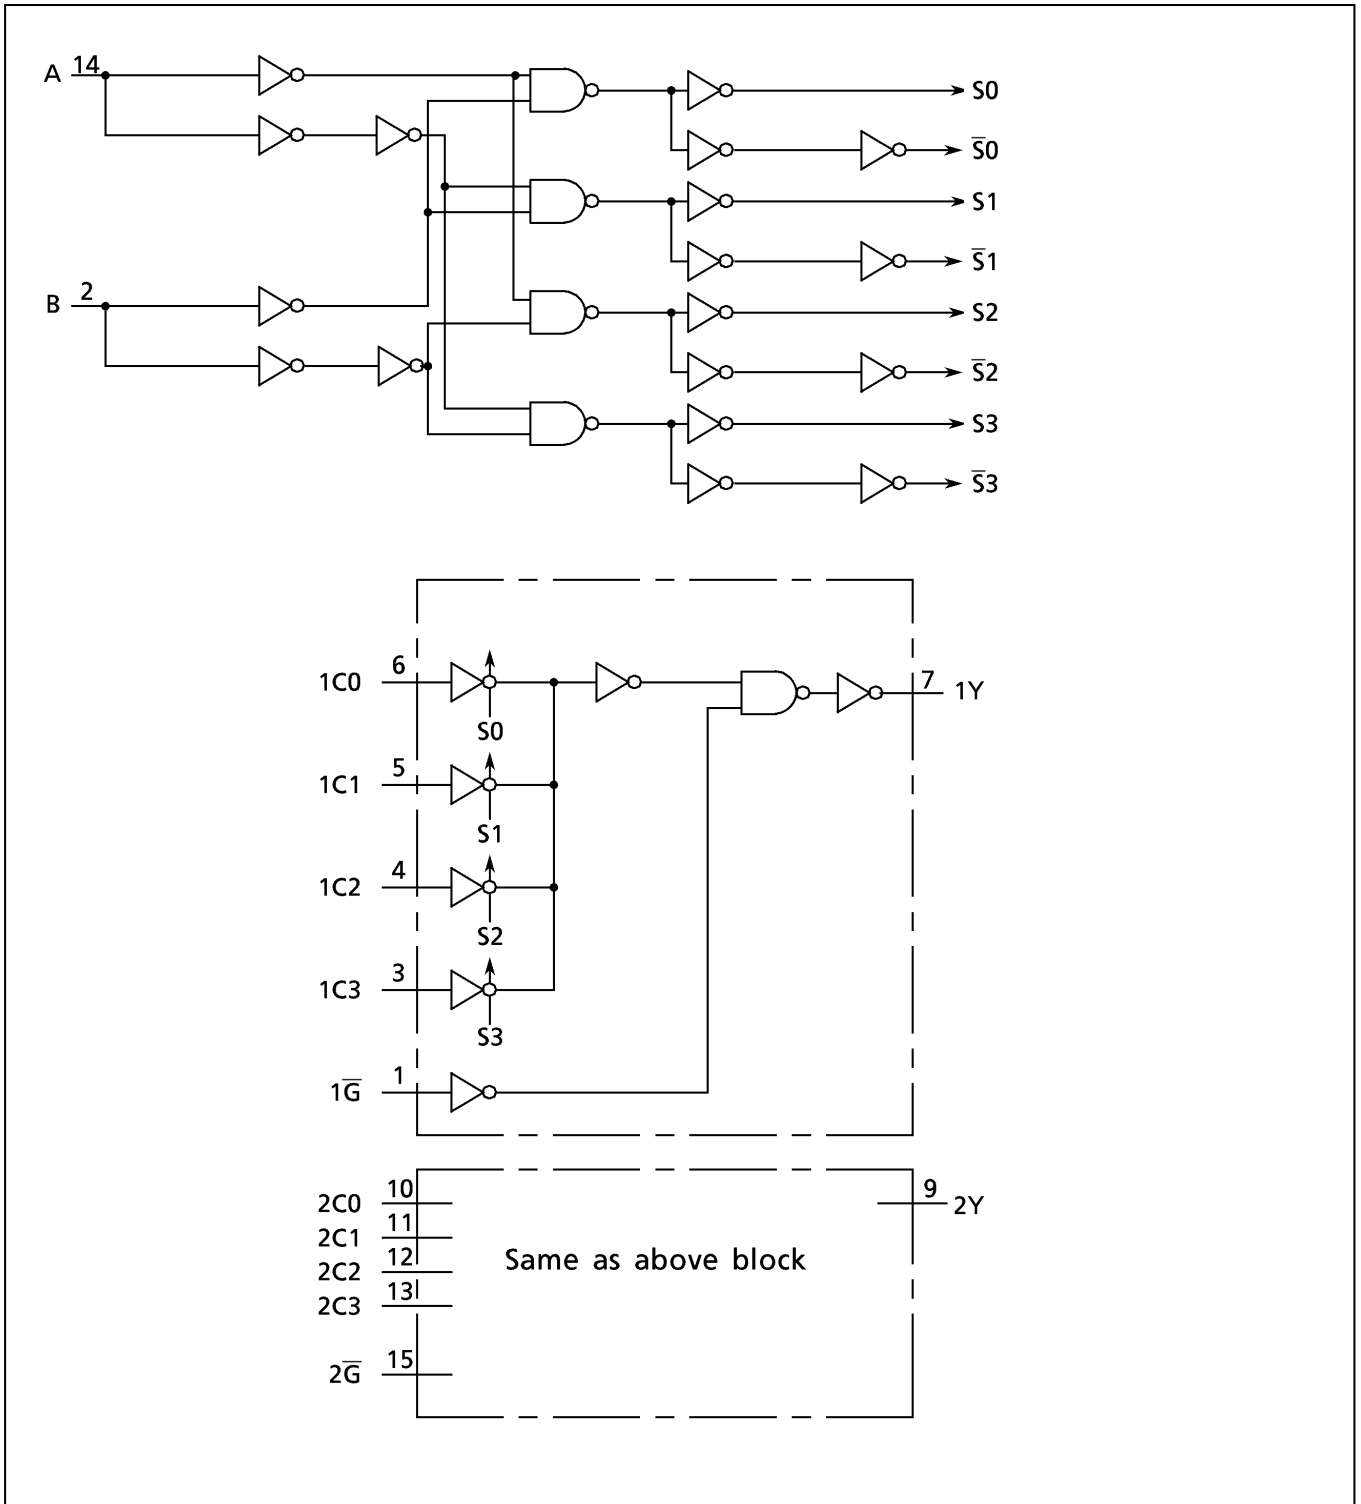 A 14
S0
S̅0
S1
S̅1
B 2
S2
S̅2
S3
S̅3
1C0 6
S0
7 1Y
1C1 5
S1
1C2 4
S2
1C3 3
S3
1G̅ 1
2C0 10
9 2Y
2C1 11
2C2 12
2C3 13
Same as above block
2G̅ 15